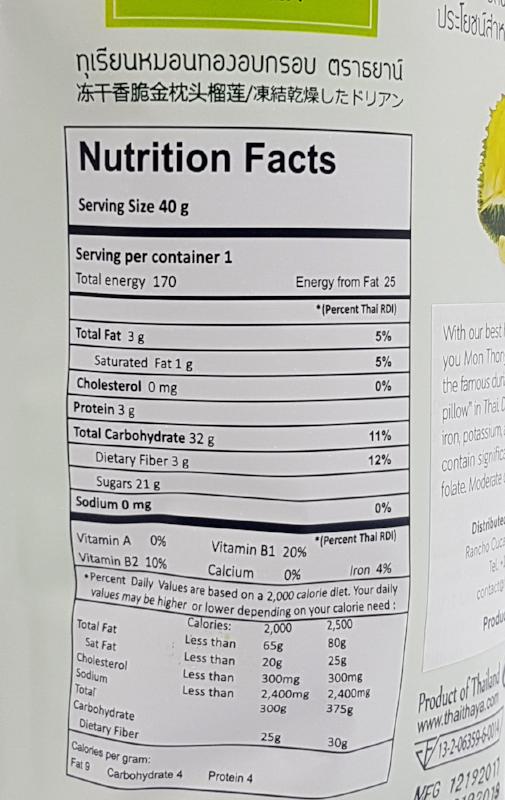 ทุเรียนหมอนทองอบกรอบ ตราธยาน์
冻干香脆金枕头榴莲/凍結乾燥したドリアン
Nutrition Facts
Serving Size 40 g
Serving per container 1
Total energy 170 Energy from Fat 25
*(Percent Thai RDI)
Total Fat 3 g 5%
Saturated Fat 1 g 5%
Cholesterol 0 mg 0%
Protein 3 g
Total Carbohydrate 32 g 11%
Dietary Fiber 3 g 12%
Sugars 21 g
Sodium 0 mg 0%
*(Percent Thai RDI)
Vitamin A 0% Vitamin B1 20%
Vitamin B2 10% Calcium 0% Iron 4%
*Percent Daily Values are based on a 2,000 calorie diet. Your daily
values may be higher or lower depending on your calorie need :
Calories: 2,000 2,500
Total Fat Less than 65g 80g
Sat Fat Less than 20g 25g
Cholesterol Less than 300mg 300mg
Sodium Less than 2,400mg 2,400mg
Total 300g 375g
Carbohydrate
Dietary Fiber 25g 30g
Calories per gram:
Fat 9 Carbohydrate 4 Protein 4
With our best
you Mon Thon
the famous dur
pillow" in Thai.
iron, potassium,
contain signific
folate. Moderate
Distribute
Rancho Cuca
Tel.
contact@
Produ
Product of Thailand
www.thaithaya.com
13-2-06359-6-0014
MFG 12192017